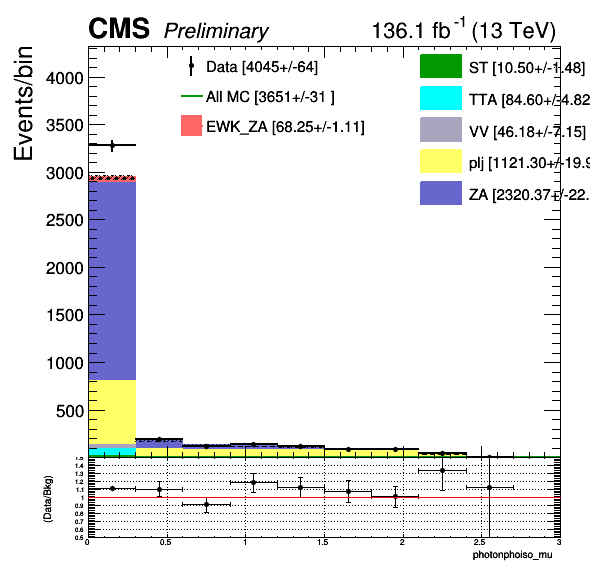 CMS Preliminary 136.1 fb⁻¹ (13 TeV)
Events/bin
4000
3500
3000
2500
2000
1500
1000
500
Data [4045+/-64]
All MC [3651+/-31 ]
EWK_ZA [68.25+/-1.11]
ST [10.50+/-1.48]
TTA [84.60+/-4.82
VV [46.18+/-7.15]
plj [1121.30+/-19.9
ZA [2320.37+/-22.
(Data/Bkg)
1.5
1.4
1.3
1.2
1.1
1
0.9
0.8
0.7
0.6
0.5
0 0.5 1 1.5 2 2.5 3
photonphoiso_mu